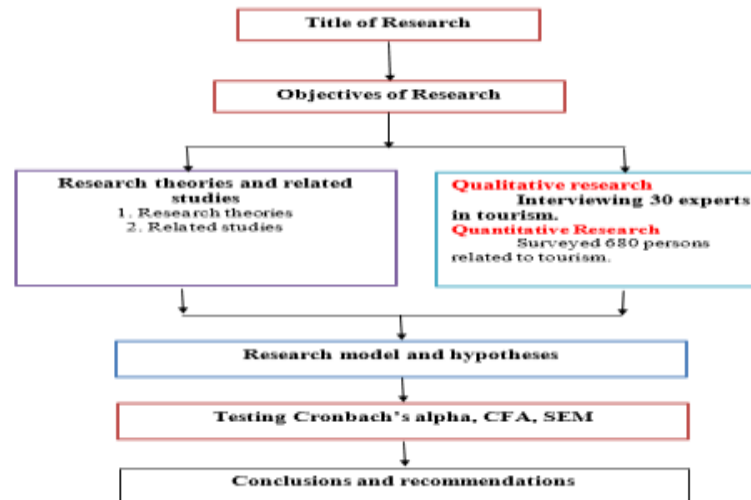 Title of Research
Objectives of Research
Research theories and related
studies
1. Research theories
2. Related studies
Qualitative research
Interviewing 30 experts
in tourism.
Quantitative Research
Surveyed 680 persons
related to tourism.
Research model and hypotheses
Testing Cronbach's alpha, CFA, SEM
Conclusions and recommendations